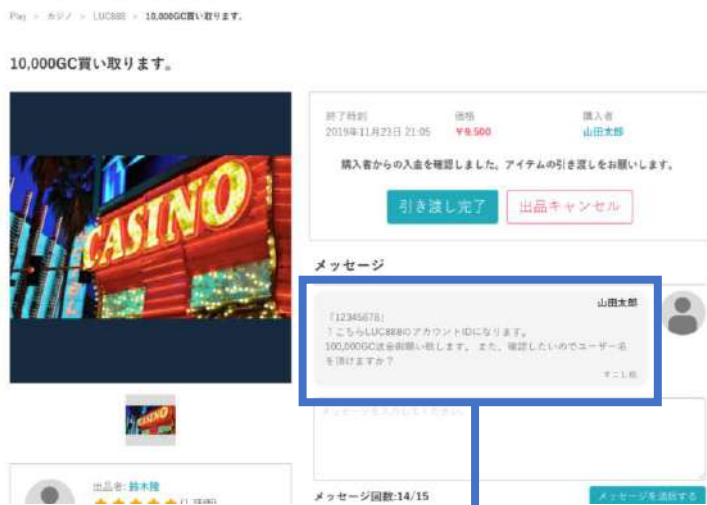 Play > カジノ > LUC888 > 10,000GC買い取ります。
10,000GC買い取ります。
終了時刻 価格 購入者
2019年11月23日 21:05 ￥9,500 山田太郎
購入者からの入金を確認しました。アイテムの引き渡しをお願いします。
引き渡し完了 出品キャンセル
CASINO
メッセージ
山田太郎
「12345678」
↑こちらLUC888のアカウントIDになります。
100,000GC送金御願い致します。 また、確認したいのでユーザー名
を頂けますか？
すこし前
メッセージを入力してください。
出品者: 鈴木隆
メッセージ回数:14/15
メッセージを送信する